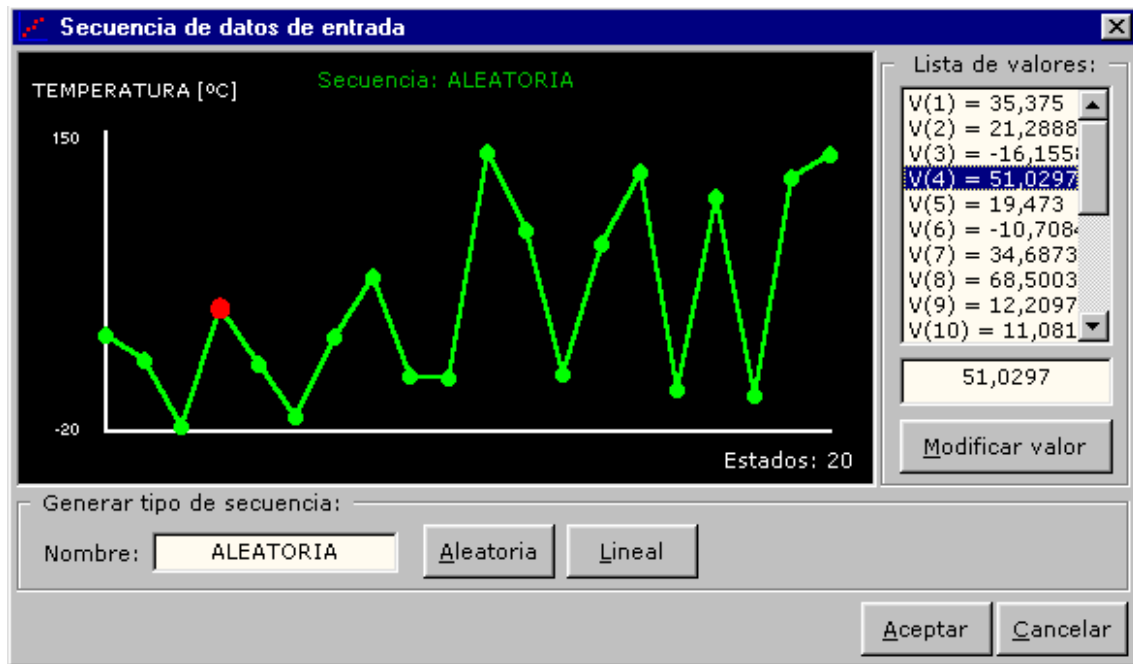 Secuencia de datos de entrada
TEMPERATURA [ºC]
Secuencia: ALEATORIA
150
-20
Estados: 20
Lista de valores:
V(1) = 35,375
V(2) = 21,2888
V(3) = -16,155
V(4) = 51,0297
V(5) = 19,473
V(6) = -10,708
V(7) = 34,6873
V(8) = 68,5003
V(9) = 12,2097
V(10) = 11,081
51,0297
Modificar valor
Generar tipo de secuencia:
Nombre: ALEATORIA Aleatoria Lineal
Aceptar Cancelar